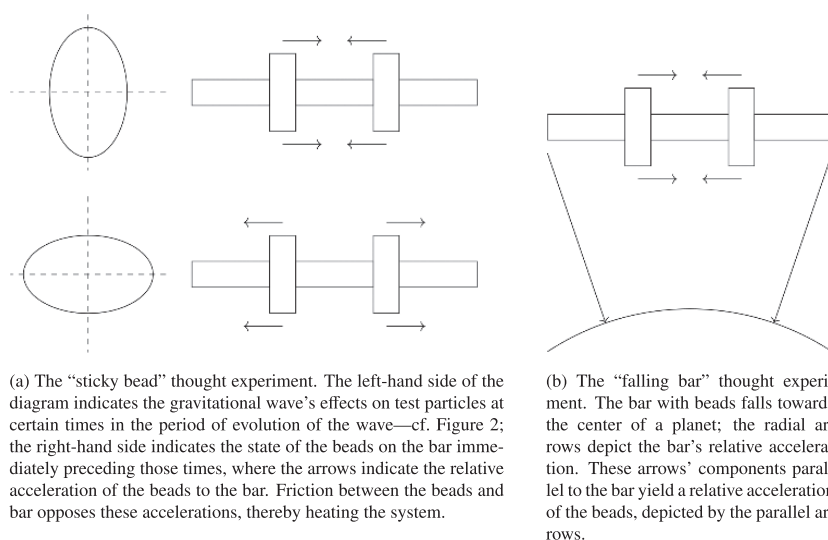 (a) The “sticky bead” thought experiment. The left-hand side of the
diagram indicates the gravitational wave’s effects on test particles at
certain times in the period of evolution of the wave—cf. Figure 2;
the right-hand side indicates the state of the beads on the bar imme-
diately preceding those times, where the arrows indicate the relative
acceleration of the beads to the bar. Friction between the beads and
bar opposes these accelerations, thereby heating the system.
(b) The “falling bar” thought experi-
ment. The bar with beads falls toward
the center of a planet; the radial ar-
rows depict the bar’s relative accelera-
tion. These arrows’ components paral-
lel to the bar yield a relative acceleration
of the beads, depicted by the parallel ar-
rows.